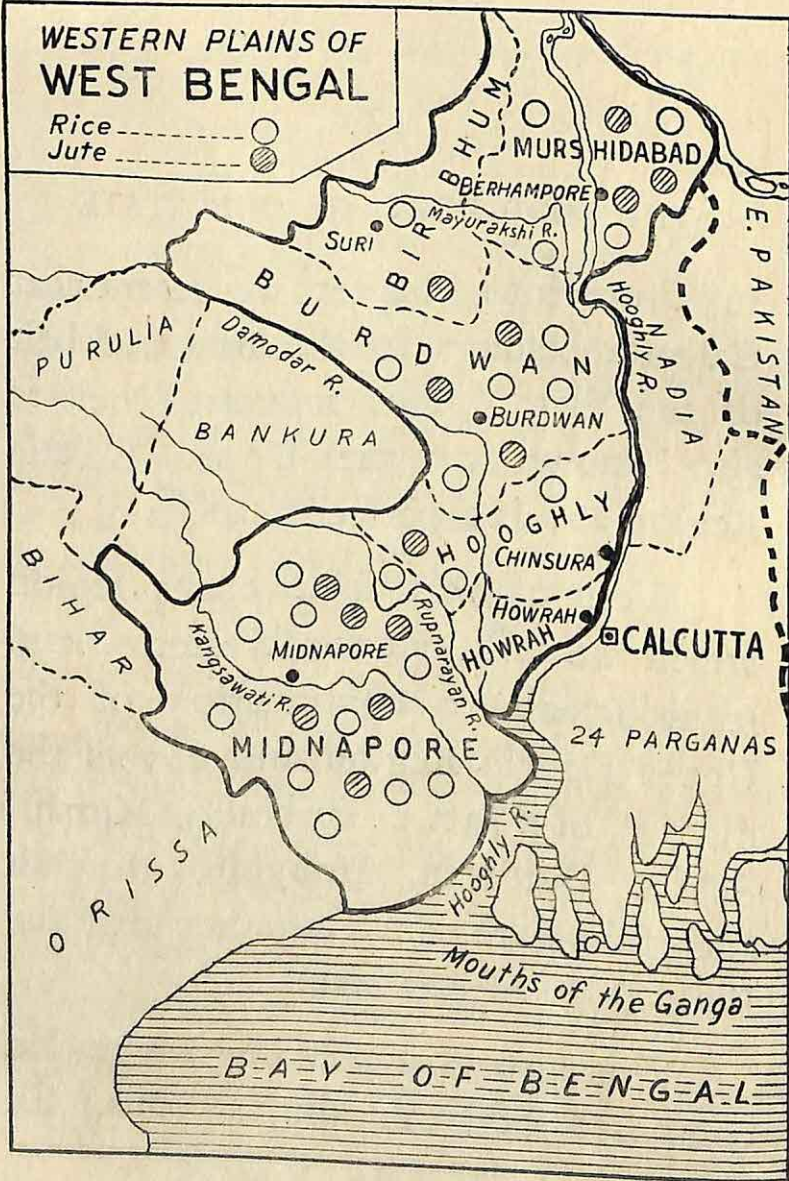 WESTERN PLAINS OF
WEST BENGAL
Rice
Jute
BIRBHUM
MURSHIDABAD
BERHAMPORE
Mayurakshi R.
SURI
E. PAKISTAN
BURDWAN
Hooghly R.
NADIA
PURULIA
Damodar R.
BANKURA
BURDWAN
HOOGHLY
CHINSURA
BIHAR
HOWRAH
HOWRAH
CALCUTTA
Rupnarayan R.
MIDNAPORE
Kangsawati R.
MIDNAPORE
24 PARGANAS
ORISSA
Hooghly R.
Mouths of the Ganga
BAY OF BENGAL